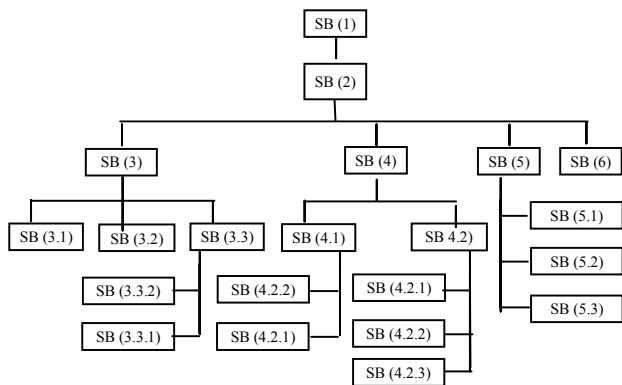 SB (1)
SB (2)
SB (3)
SB (4)
SB (5)
SB (6)
SB (3.1)
SB (3.2)
SB (3.3)
SB (4.1)
SB 4.2)
SB (5.1)
SB (5.2)
SB (5.3)
SB (3.3.2)
SB (3.3.1)
SB (4.2.2)
SB (4.2.1)
SB (4.2.1)
SB (4.2.2)
SB (4.2.3)